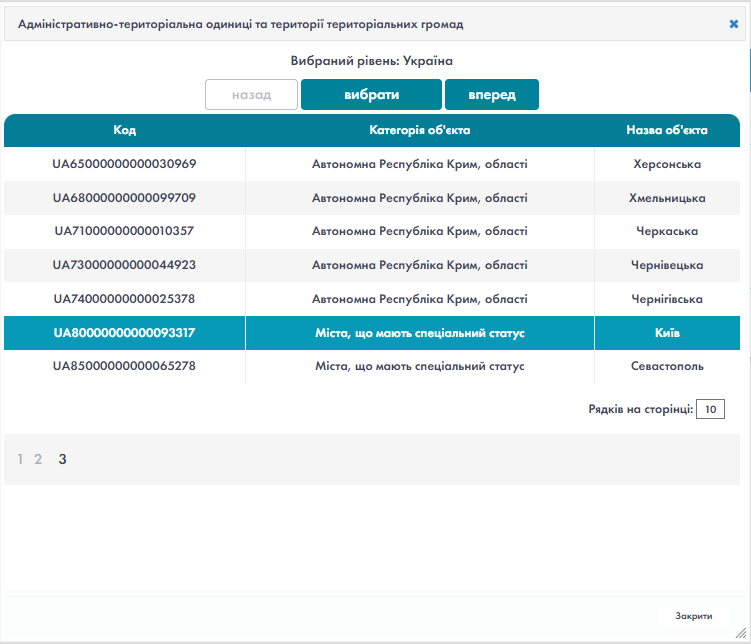 Адміністративно-територіальна одиниці та території територіальних громад ×
Вибраний рівень: Україна
назад вибрати вперед
Код Категорія об'єкта Назва об'єкта
UA65000000000030969 Автономна Республіка Крим, області Херсонська
UA68000000000099709 Автономна Республіка Крим, області Хмельницька
UA71000000000010357 Автономна Республіка Крим, області Черкаська
UA73000000000044923 Автономна Республіка Крим, області Чернівецька
UA74000000000025378 Автономна Республіка Крим, області Чернігівська
UA80000000000093317 Міста, що мають спеціальний статус Київ
UA85000000000065278 Міста, що мають спеціальний статус Севастополь
Рядків на сторінці: 10
1 2 3
Закрити